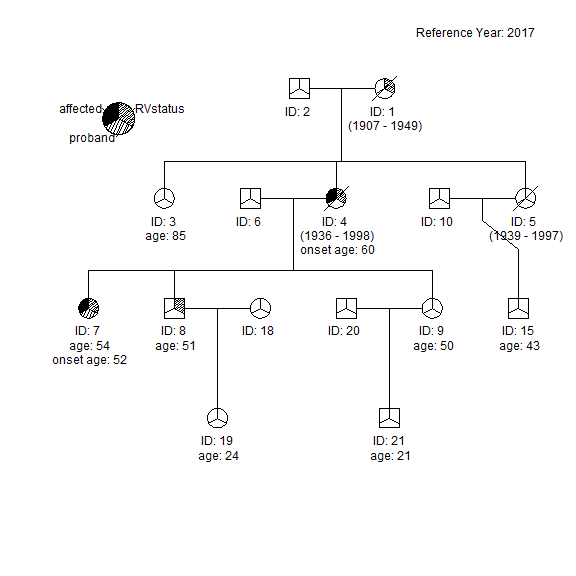 Reference Year: 2017
affected
RVstatus
proband
ID: 2
ID: 1
(1907 - 1949)
ID: 3
age: 85
ID: 6
ID: 4
(1936 - 1998)
onset age: 60
ID: 10
ID: 5
(1939 - 1997)
ID: 7
age: 54
onset age: 52
ID: 8
age: 51
ID: 18
ID: 20
ID: 9
age: 50
ID: 15
age: 43
ID: 19
age: 24
ID: 21
age: 21